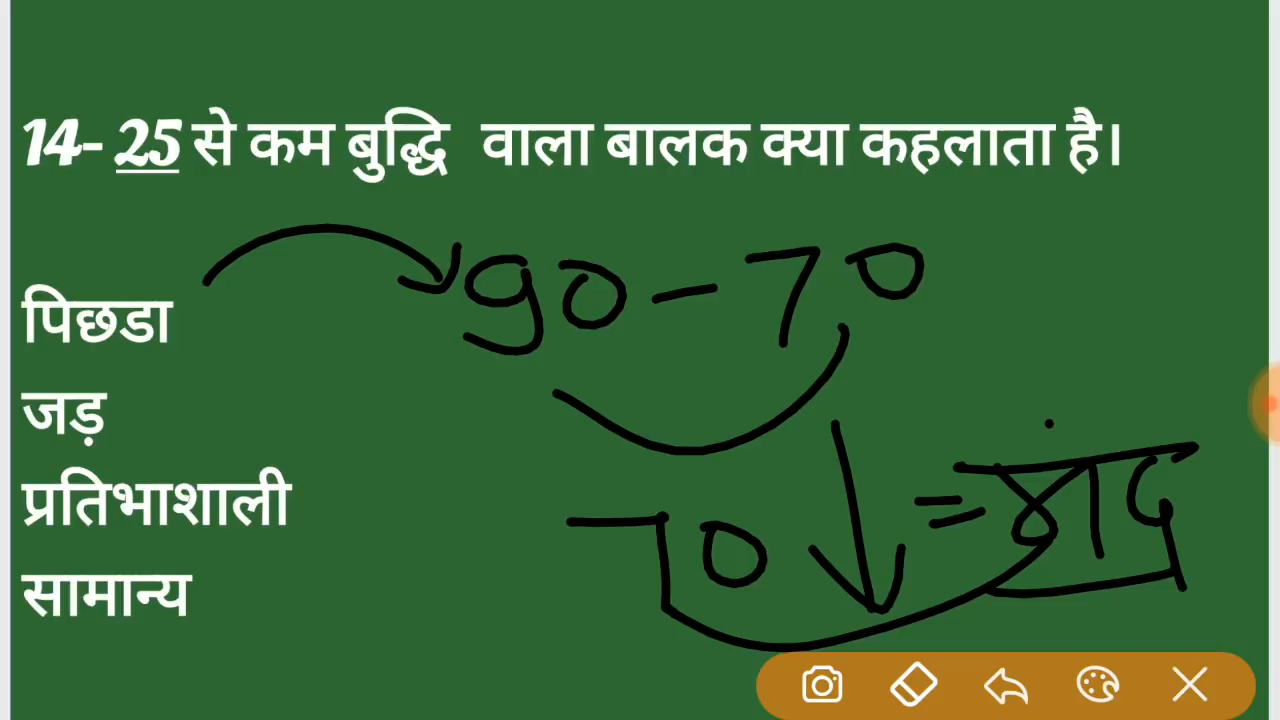 14- 25 से कम बुद्धि वाला बालक क्या कहलाता है।
90-70
पिछडा
जड़
70 ↓ = मंद
प्रतिभाशाली
सामान्य